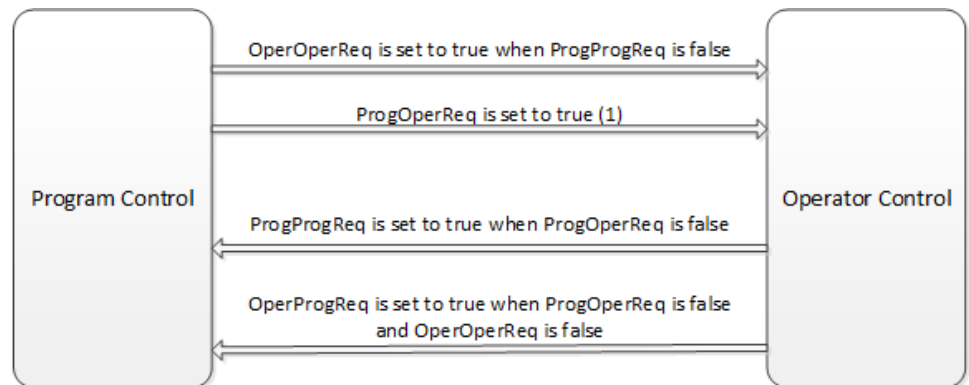 OperOperReq is set to true when ProgProgReq is false
ProgOperReq is set to true (1)
Program Control
Operator Control
ProgProgReq is set to true when ProgOperReq is false
OperProgReq is set to true when ProgOperReq is false
and OperOperReq is false